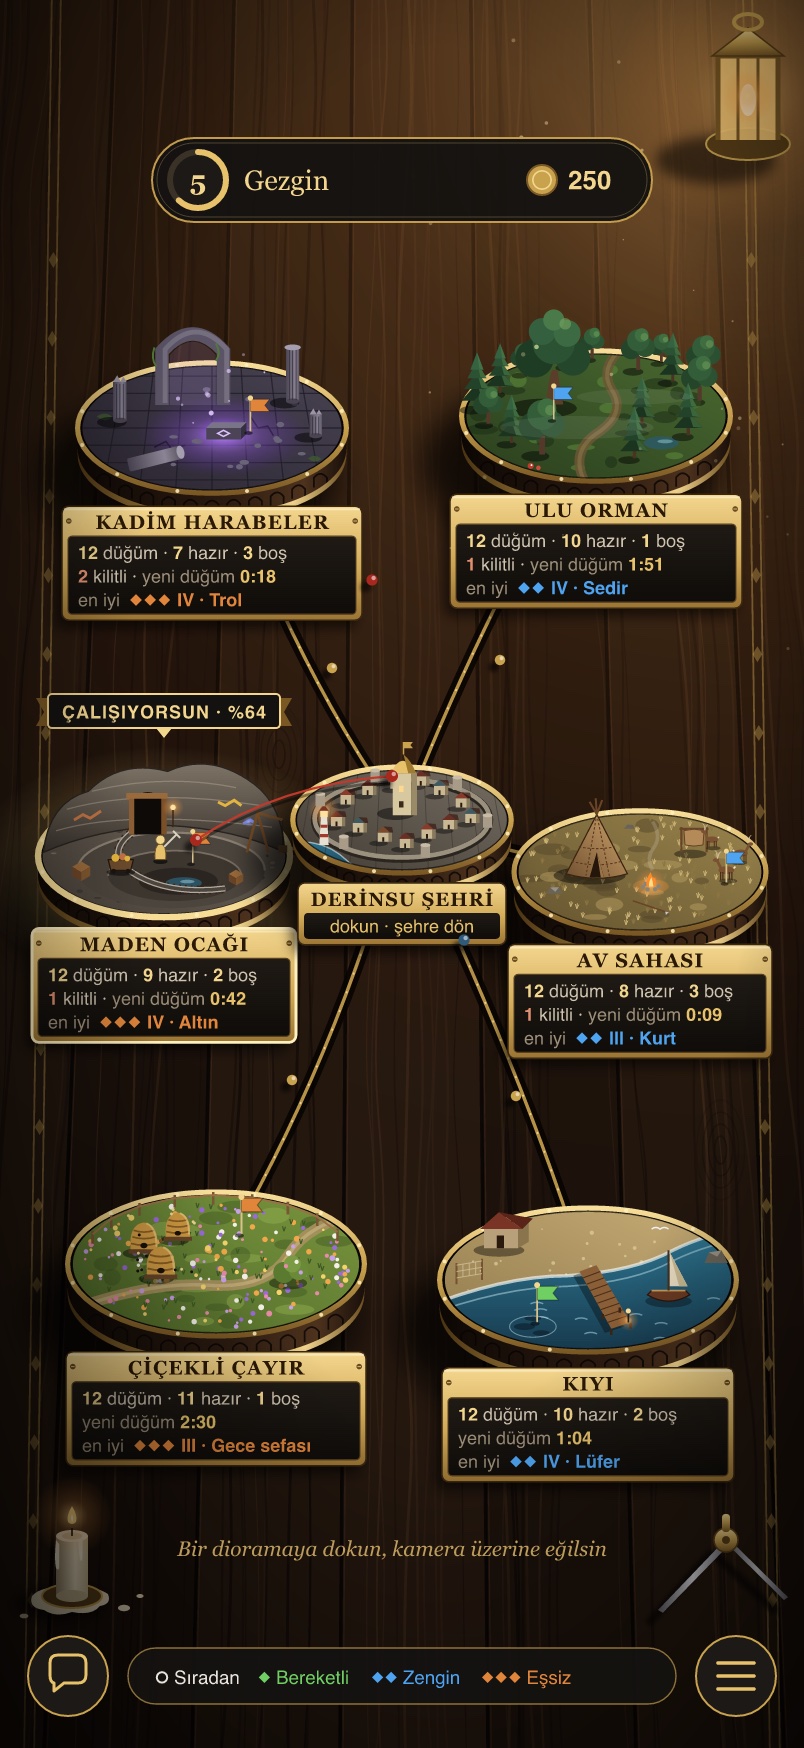 5 Gezgin 250
KADİM HARABELER
12 düğüm · 7 hazır · 3 boş
2 kilitli · yeni düğüm 0:18
en iyi ◆◆◆ IV · Trol
ULU ORMAN
12 düğüm · 10 hazır · 1 boş
1 kilitli · yeni düğüm 1:51
en iyi ◆◆ IV · Sedir
ÇALIŞIYORSUN · %64
MADEN OCAĞI
12 düğüm · 9 hazır · 2 boş
1 kilitli · yeni düğüm 0:42
en iyi ◆◆◆ IV · Altın
DERİNSU ŞEHRİ
dokun · şehre dön
AV SAHASI
12 düğüm · 8 hazır · 3 boş
1 kilitli · yeni düğüm 0:09
en iyi ◆◆ III · Kurt
ÇİÇEKLİ ÇAYIR
12 düğüm · 11 hazır · 1 boş
yeni düğüm 2:30
en iyi ◆◆◆ III · Gece sefası
KIYI
12 düğüm · 10 hazır · 2 boş
yeni düğüm 1:04
en iyi ◆◆ IV · Lüfer
Bir dioramaya dokun, kamera üzerine eğilsin
Sıradan ◆ Bereketli ◆◆ Zengin ◆◆◆ Eşsiz